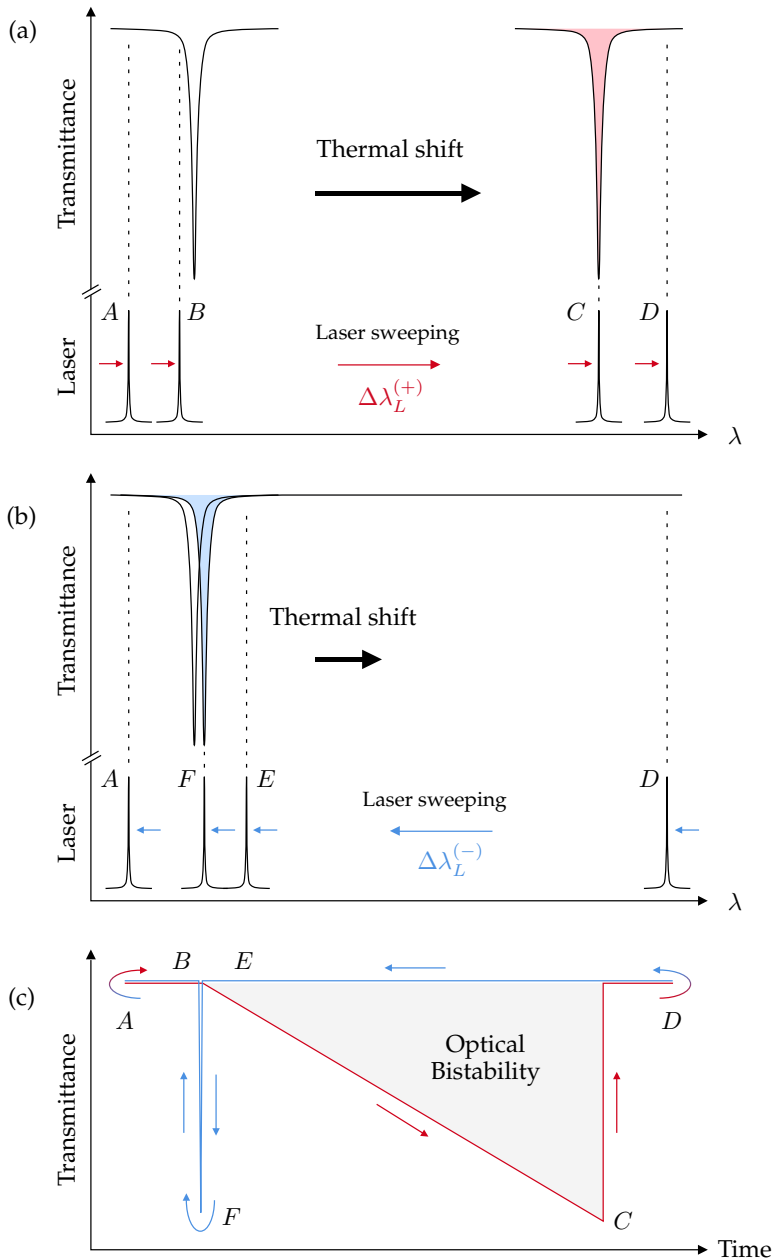 (a)
Transmittance
Thermal shift
Laser
A
B
Laser sweeping
Δλ_L^(+)
C
D
λ
(b)
Transmittance
Thermal shift
Laser
A
F
E
Laser sweeping
Δλ_L^(−)
D
λ
(c)
Transmittance
B
E
A
D
Optical
Bistability
F
C
Time